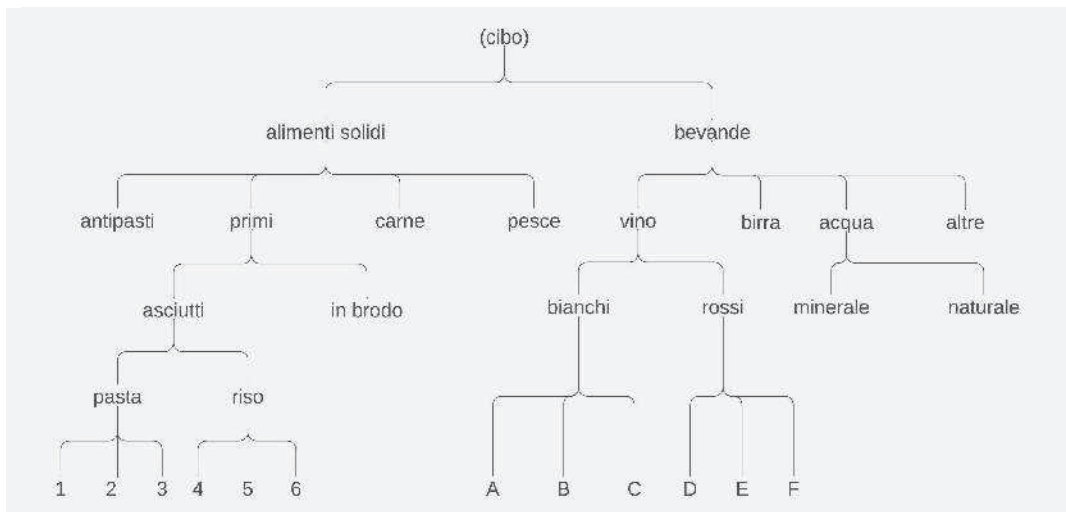 (cibo)
alimenti solidi bevande
antipasti primi carne pesce vino birra acqua altre
asciutti in brodo bianchi rossi minerale naturale
pasta riso
1 2 3 4 5 6 A B C D E F